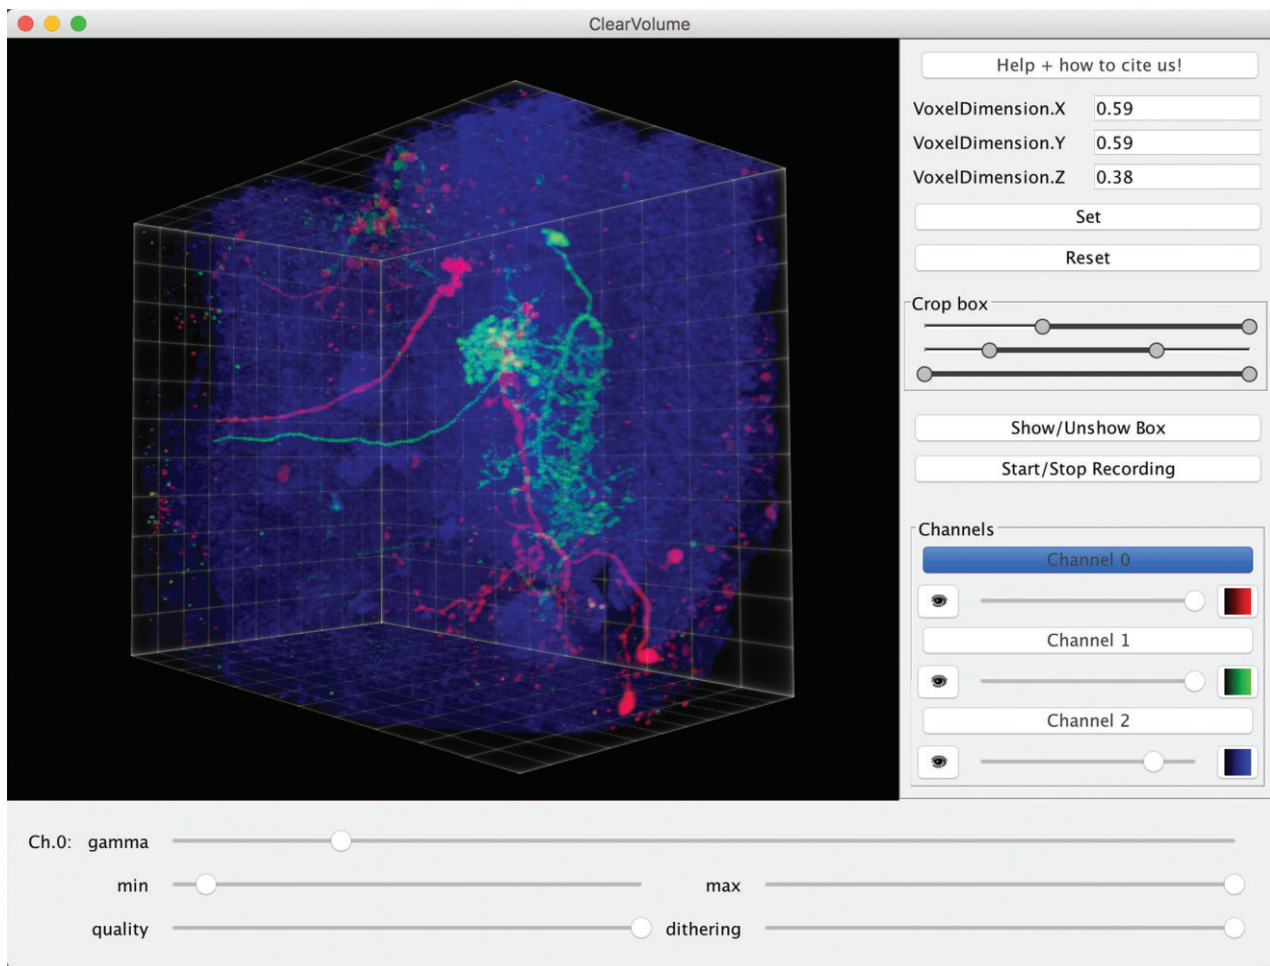 ClearVolume
Help + how to cite us!
VoxelDimension.X 0.59
VoxelDimension.Y 0.59
VoxelDimension.Z 0.38
Set
Reset
Crop box
Show/Unshow Box
Start/Stop Recording
Channels
Channel 0
Channel 1
Channel 2
Ch.0: gamma
min max
quality dithering